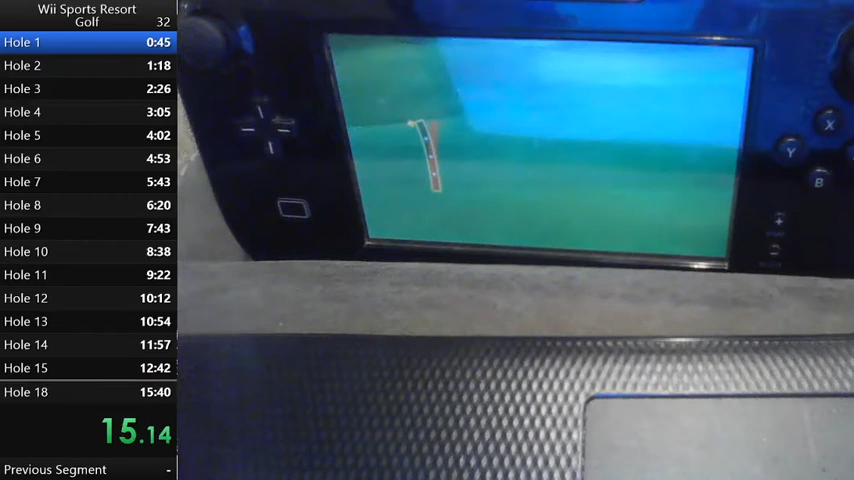 Wii Sports Resort
Golf 32
Hole 1 0:45
Hole 2 1:18
Hole 3 2:26
Hole 4 3:05
Hole 5 4:02
Hole 6 4:53
Hole 7 5:43
Hole 8 6:20
Hole 9 7:43
Hole 10 8:38
Hole 11 9:22
Hole 12 10:12
Hole 13 10:54
Hole 14 11:57
Hole 15 12:42
Hole 18 15:40
15.14
Previous Segment -
X
Y
B